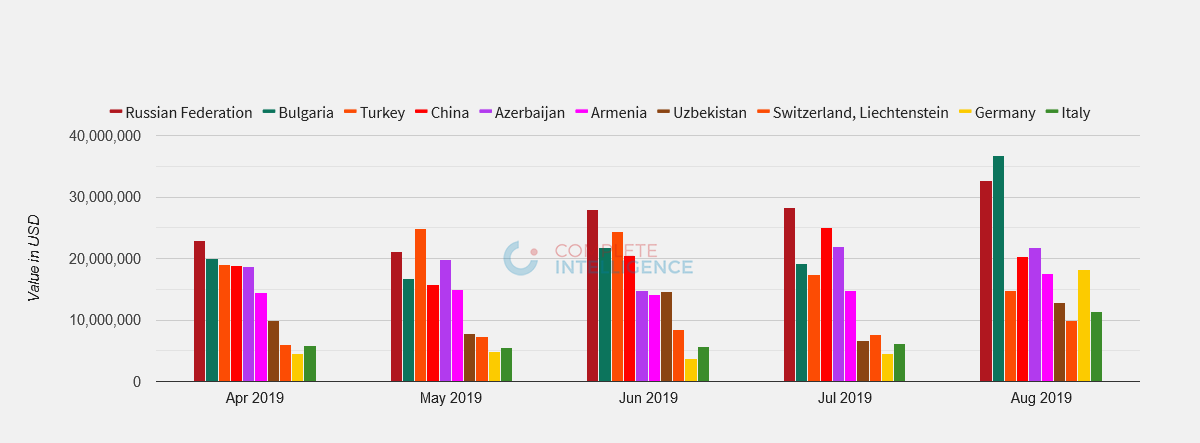 Russian Federation Bulgaria Turkey China Azerbaijan Armenia Uzbekistan Switzerland, Liechtenstein Germany Italy
40,000,000
30,000,000
20,000,000
10,000,000
0
Value in USD
COMPLETE
INTELLIGENCE
Apr 2019 May 2019 Jun 2019 Jul 2019 Aug 2019